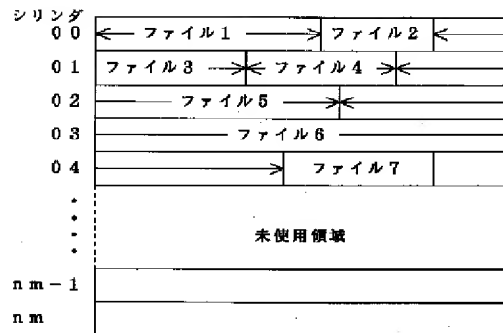 シリンダ
00 ファイル1 ファイル2
01 ファイル3 ファイル4
02 ファイル5
03 ファイル6
04 ファイル7
未使用領域
nm-1
nm